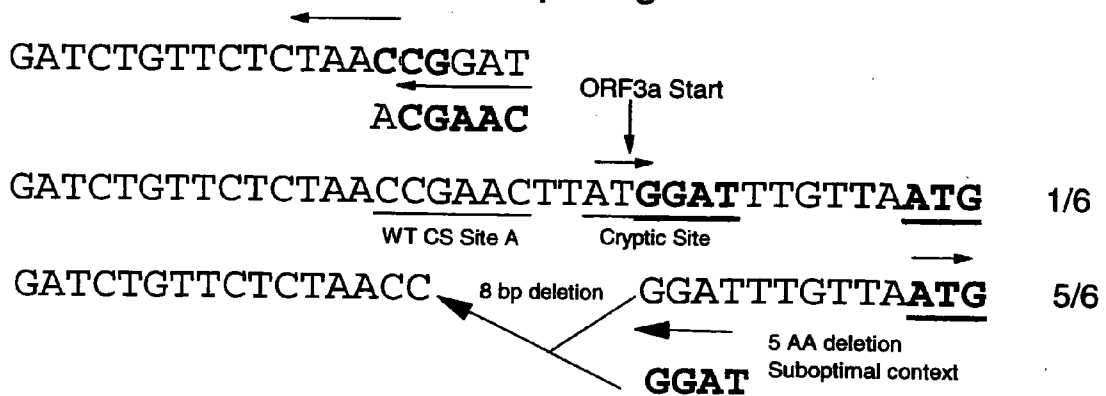 GATCTGTTCTCTAACCGGAT
ACGAAC
ORF3a Start
GATCTGTTCTCTAACCGAACTTATGGATTTGTTAATG 1/6
WT CS Site A Cryptic Site
GATCTGTTCTCTAACC 8 bp deletion GGATTTGTTAATG 5/6
5 AA deletion
GGAT Suboptimal context